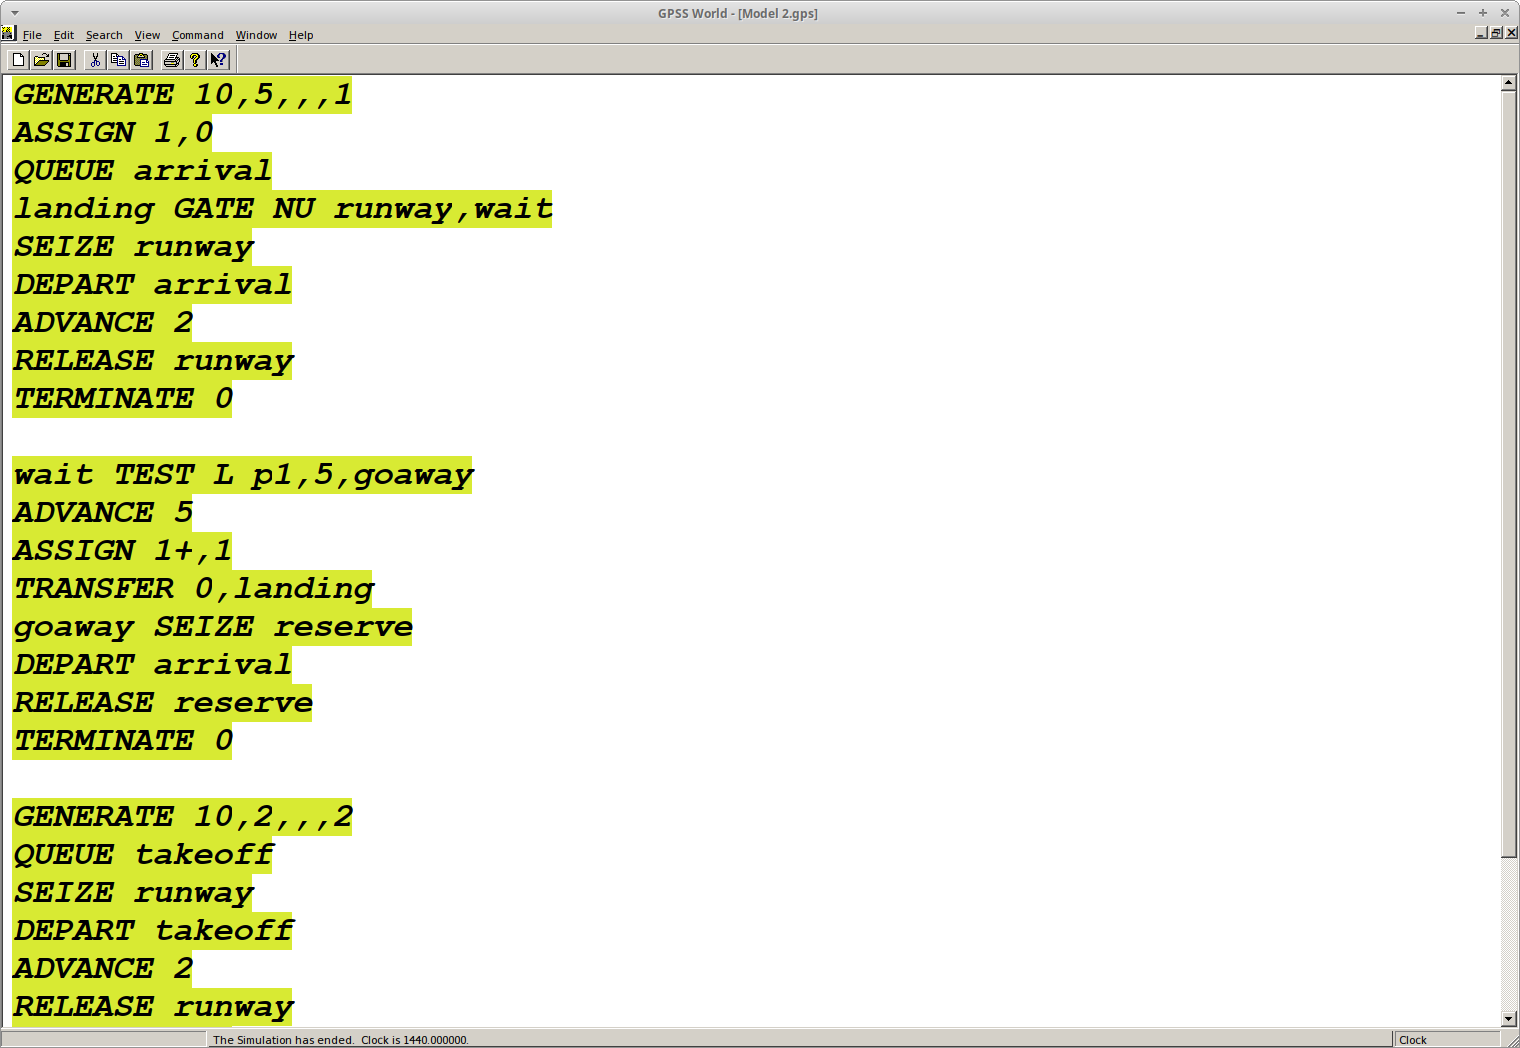 GPSS World - [Model 2.gps]
File Edit Search View Command Window Help
GENERATE 10,5,,,1
ASSIGN 1,0
QUEUE arrival
landing GATE NU runway,wait
SEIZE runway
DEPART arrival
ADVANCE 2
RELEASE runway
TERMINATE 0
wait TEST L p1,5,goaway
ADVANCE 5
ASSIGN 1+,1
TRANSFER 0,landing
goaway SEIZE reserve
DEPART arrival
RELEASE reserve
TERMINATE 0
GENERATE 10,2,,,2
QUEUE takeoff
SEIZE runway
DEPART takeoff
ADVANCE 2
RELEASE runway
The Simulation has ended. Clock is 1440.000000. Clock